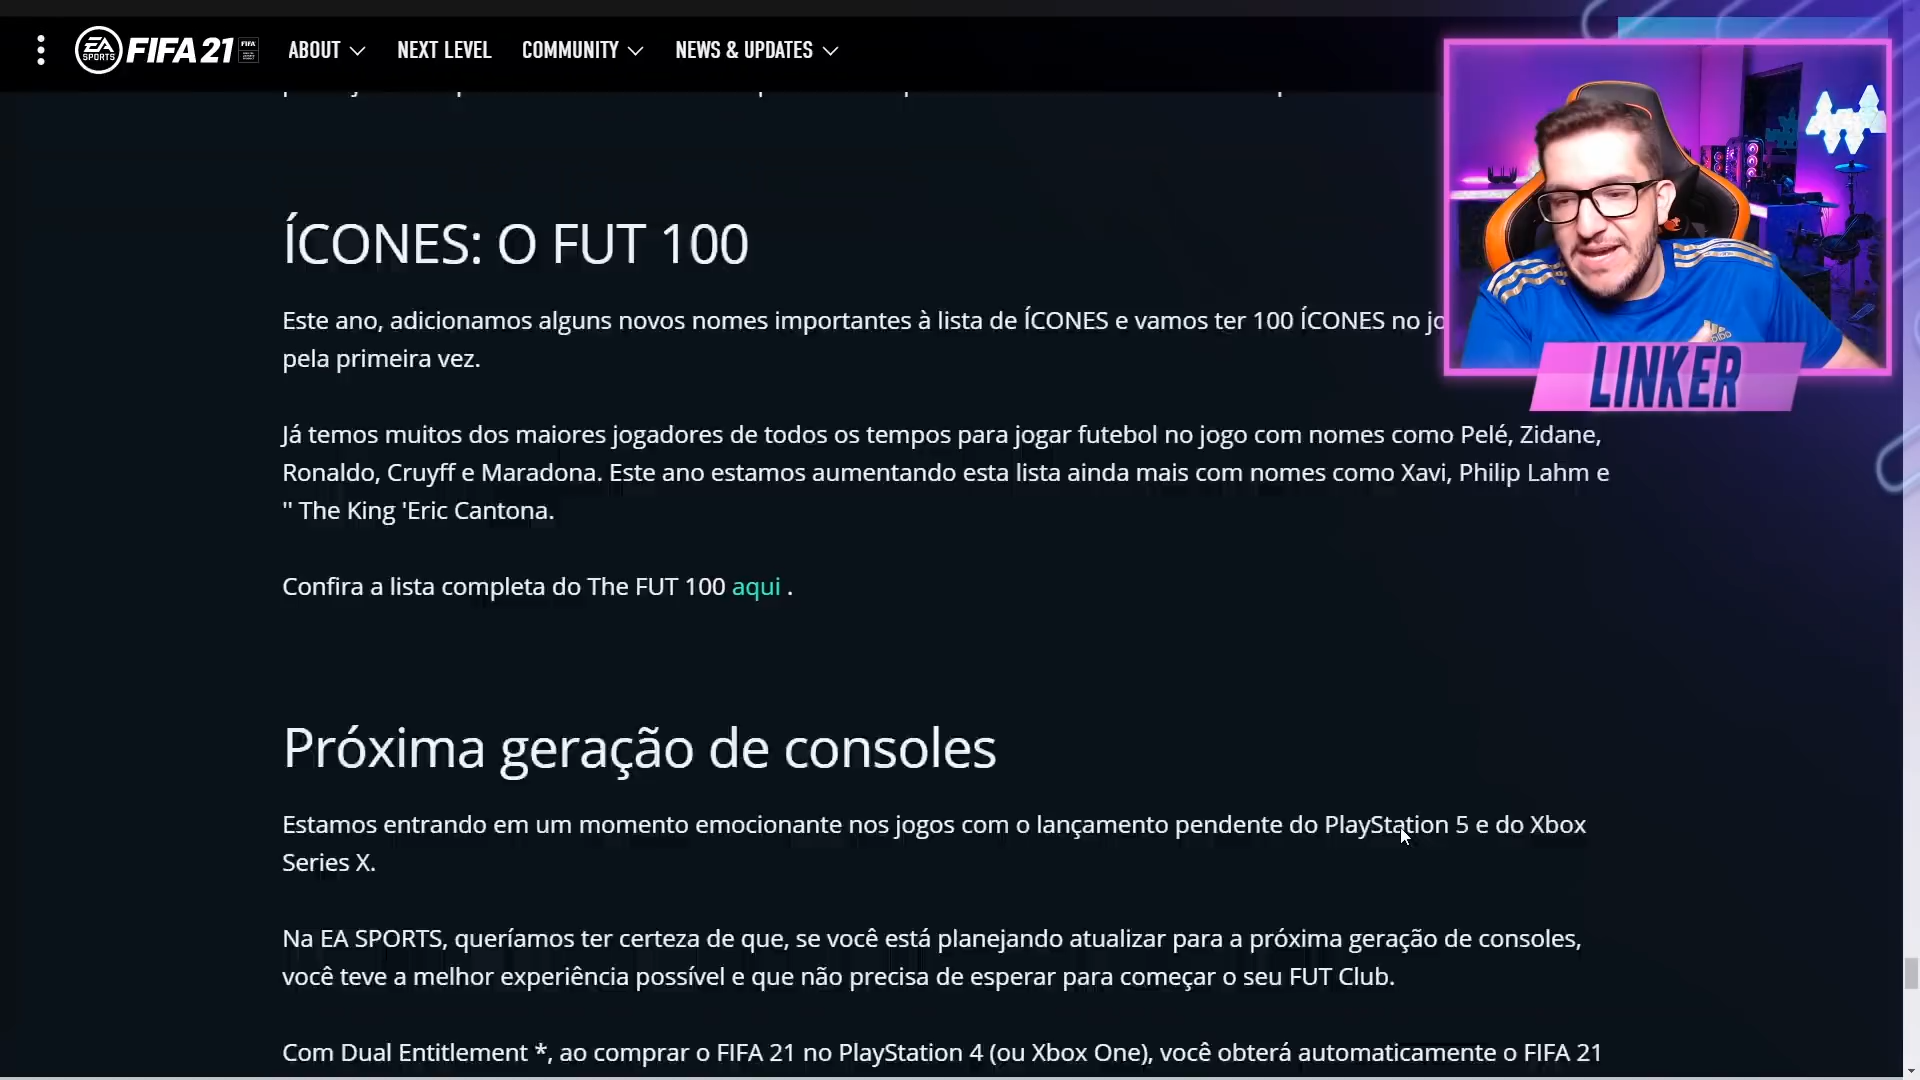 EA SPORTS FIFA 21 FIFA ABOUT NEXT LEVEL COMMUNITY NEWS & UPDATES
ÍCONES: O FUT 100
Este ano, adicionamos alguns novos nomes importantes à lista de ÍCONES e vamos ter 100 ÍCONES no jo
pela primeira vez.
LINKER
Já temos muitos dos maiores jogadores de todos os tempos para jogar futebol no jogo com nomes como Pelé, Zidane,
Ronaldo, Cruyff e Maradona. Este ano estamos aumentando esta lista ainda mais com nomes como Xavi, Philip Lahm e
" The King 'Eric Cantona.
Confira a lista completa do The FUT 100 aqui .
Próxima geração de consoles
Estamos entrando em um momento emocionante nos jogos com o lançamento pendente do PlayStation 5 e do Xbox
Series X.
Na EA SPORTS, queríamos ter certeza de que, se você está planejando atualizar para a próxima geração de consoles,
você teve a melhor experiência possível e que não precisa de esperar para começar o seu FUT Club.
Com Dual Entitlement *, ao comprar o FIFA 21 no PlayStation 4 (ou Xbox One), você obterá automaticamente o FIFA 21